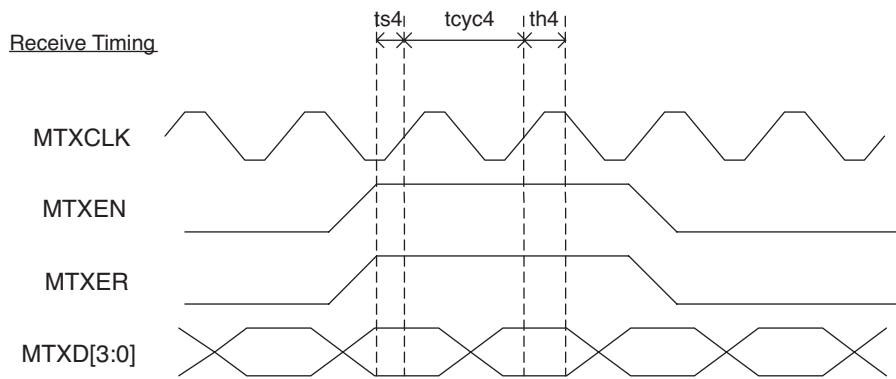 ts4 tcyc4 th4
Receive Timing
MTXCLK
MTXEN
MTXER
MTXD[3:0]